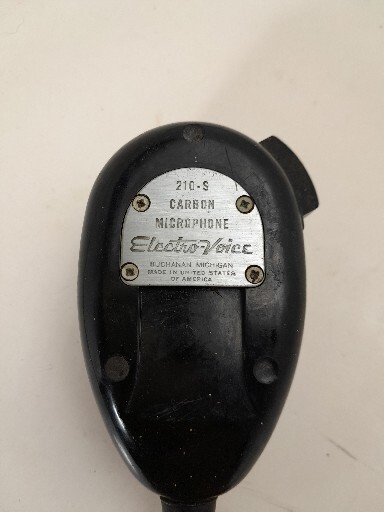 210-S
CARBON
MICROPHONE
Electro-Voice
BUCHANAN, MICHIGAN
MADE IN UNITED STATES
OF AMERICA